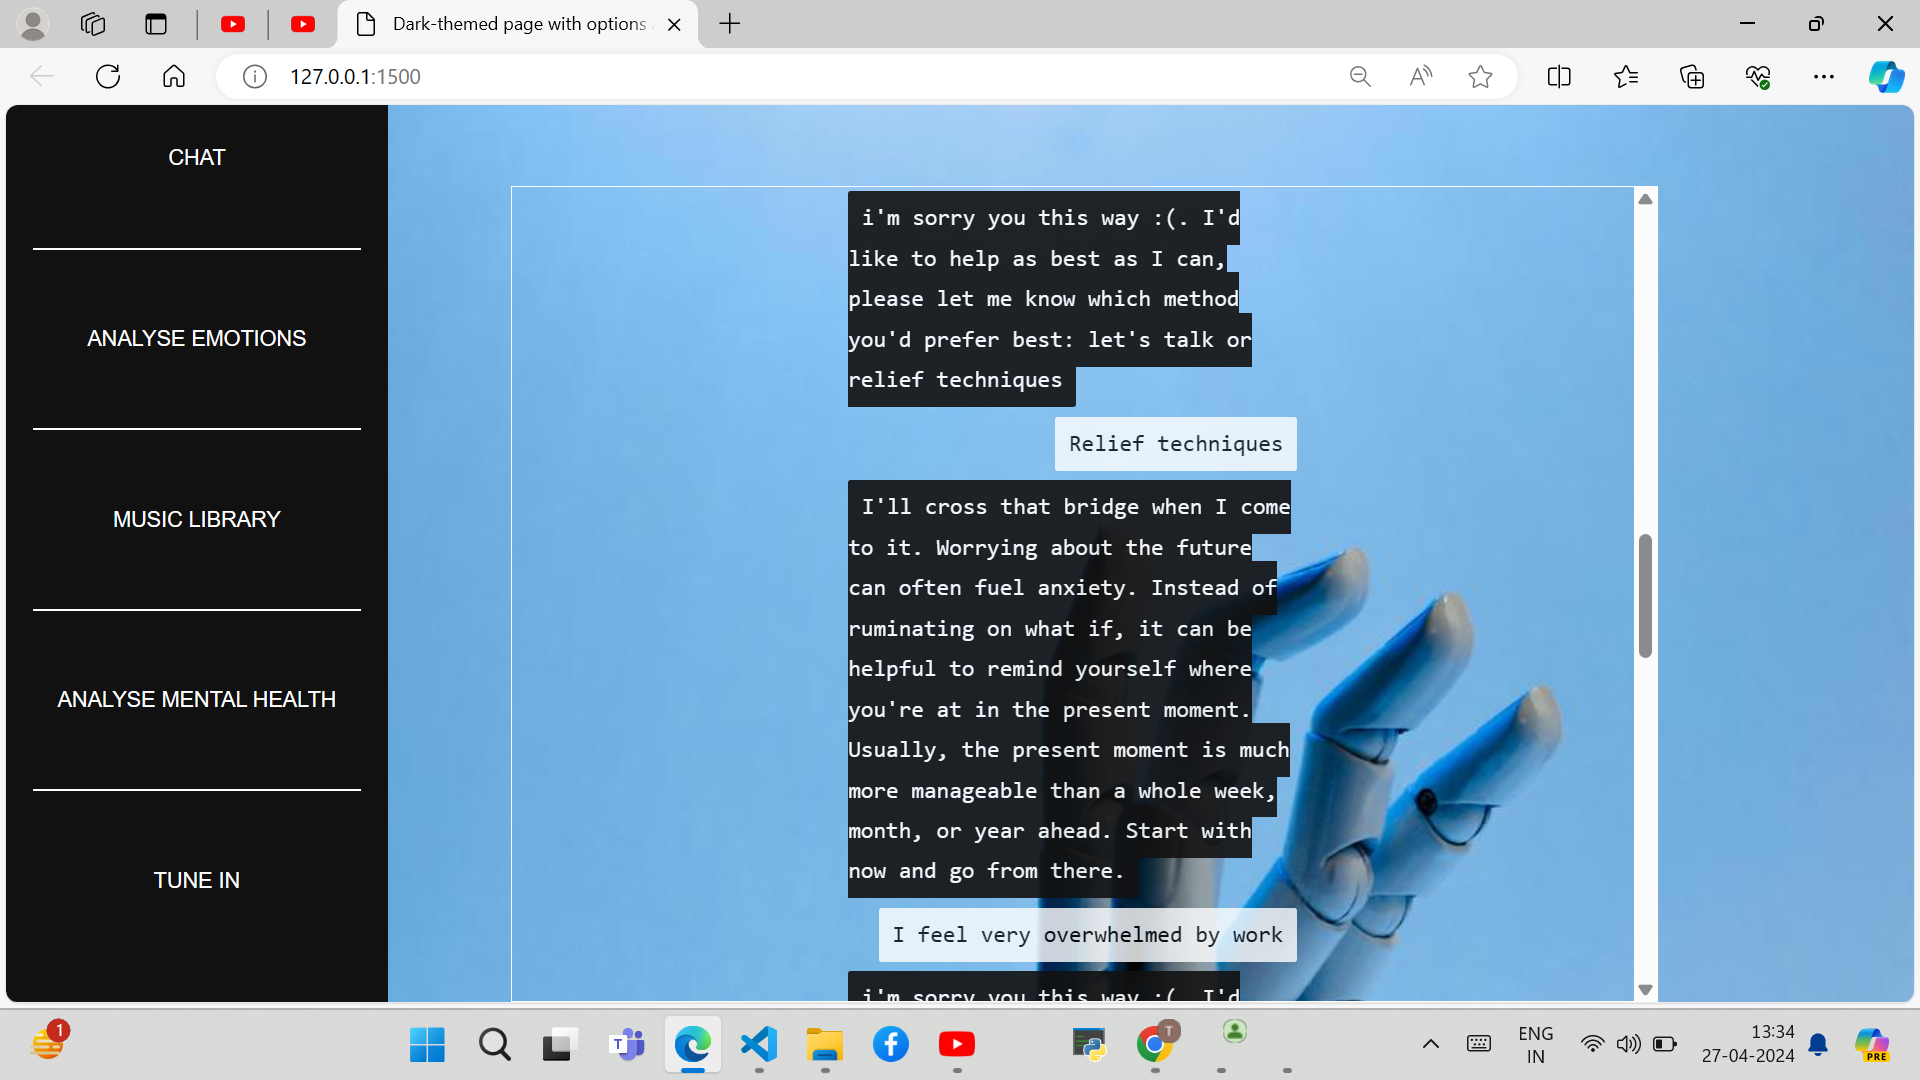 Dark-themed page with options
127.0.0.1:1500
CHAT
ANALYSE EMOTIONS
MUSIC LIBRARY
ANALYSE MENTAL HEALTH
TUNE IN
i'm sorry you this way :(. I'd
like to help as best as I can,
please let me know which method
you'd prefer best: let's talk or
relief techniques
Relief techniques
I'll cross that bridge when I come
to it. Worrying about the future
can often fuel anxiety. Instead of
ruminating on what if, it can be
helpful to remind yourself where
you're at in the present moment.
Usually, the present moment is much
more manageable than a whole week,
month, or year ahead. Start with
now and go from there.
I feel very overwhelmed by work
i'm sorry you this way :(. I'd
1
T
ENG
IN
13:34
27-04-2024
PRE